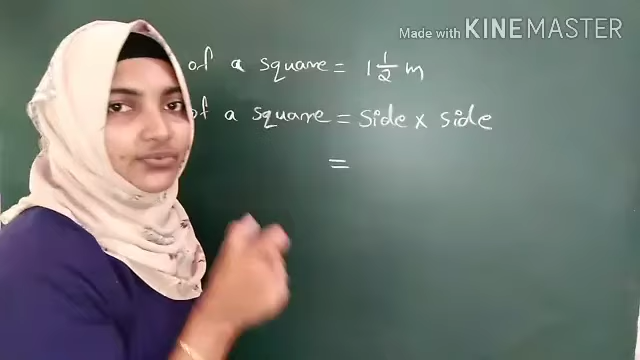 Made with KINEMASTER
of a square = 1 1/2 m
of a square = side x side
=